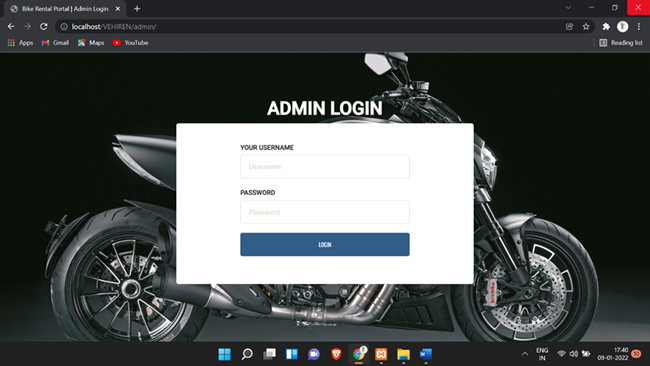 Bike Rental Portal | Admin Login
localhost/VEHIREN/admin/
Apps Gmail Maps YouTube Reading list
ADMIN LOGIN
YOUR USERNAME
Username
PASSWORD
Password
LOGIN
ENG 17:40
IN 09-01-2022